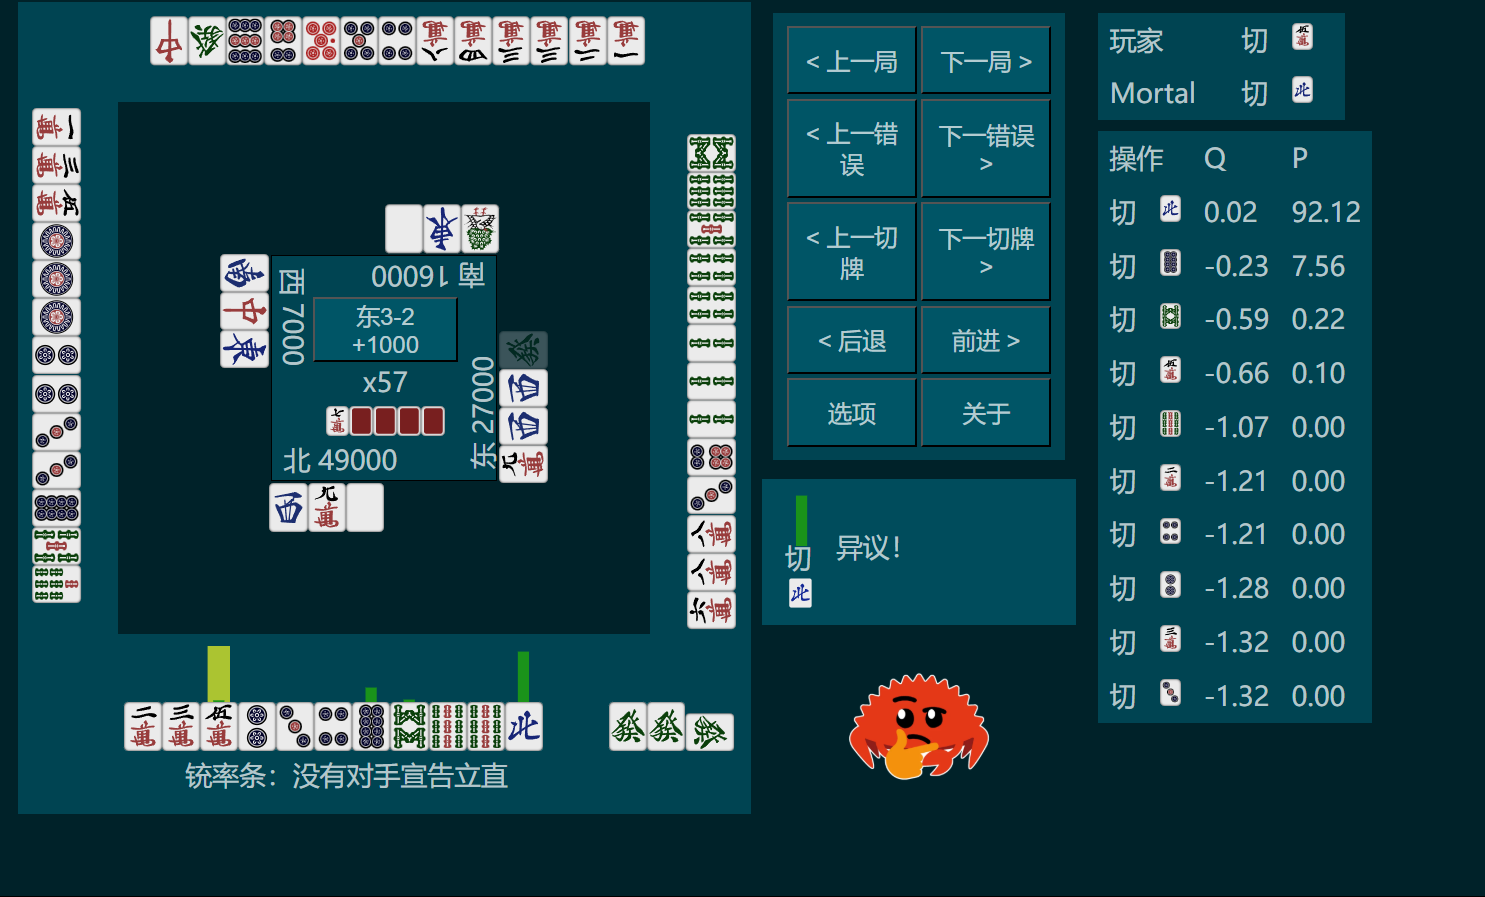 南 16000
西 7000
东3-2
+1000
x57
北 49000
东 27000
铳率条：没有对手宣告立直
< 上一局
下一局 >
< 上一错
误
下一错误
>
< 上一切
牌
下一切牌
>
< 后退
前进 >
选项
关于
切
异议！
玩家 切
Mortal 切
操作 Q P
切 0.02 92.12
切 -0.23 7.56
切 -0.59 0.22
切 -0.66 0.10
切 -1.07 0.00
切 -1.21 0.00
切 -1.21 0.00
切 -1.28 0.00
切 -1.32 0.00
切 -1.32 0.00